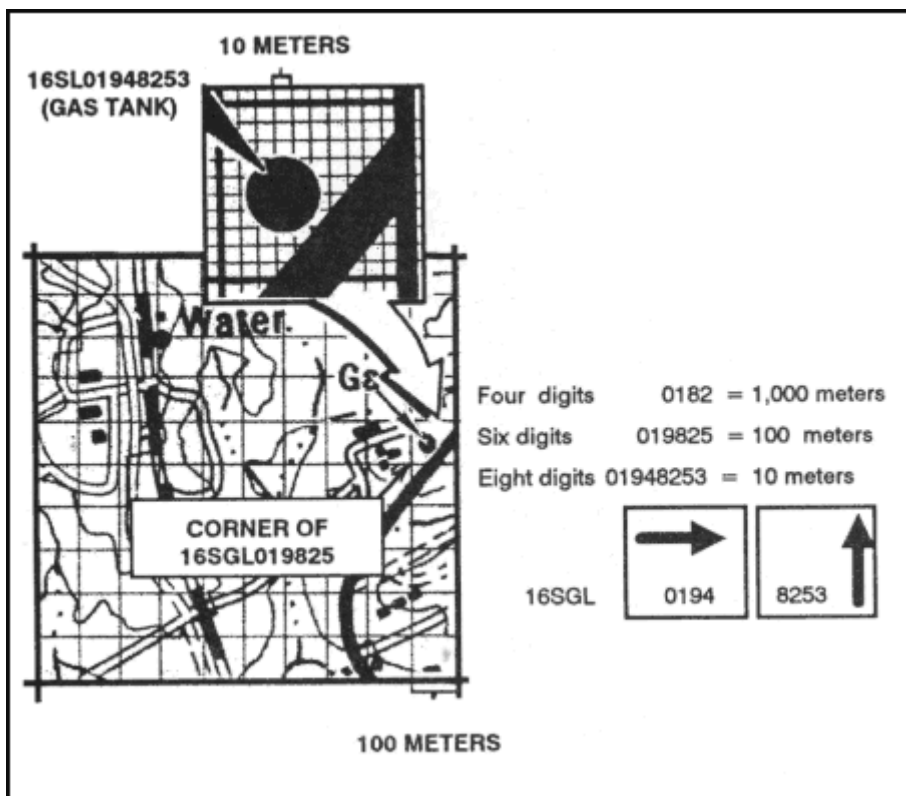 10 METERS
16SL01948253
(GAS TANK)
Water.
Ga
CORNER OF
16SGL019825
Four digits 0182 = 1,000 meters
Six digits 019825 = 100 meters
Eight digits 01948253 = 10 meters
16SGL 0194 8253
100 METERS